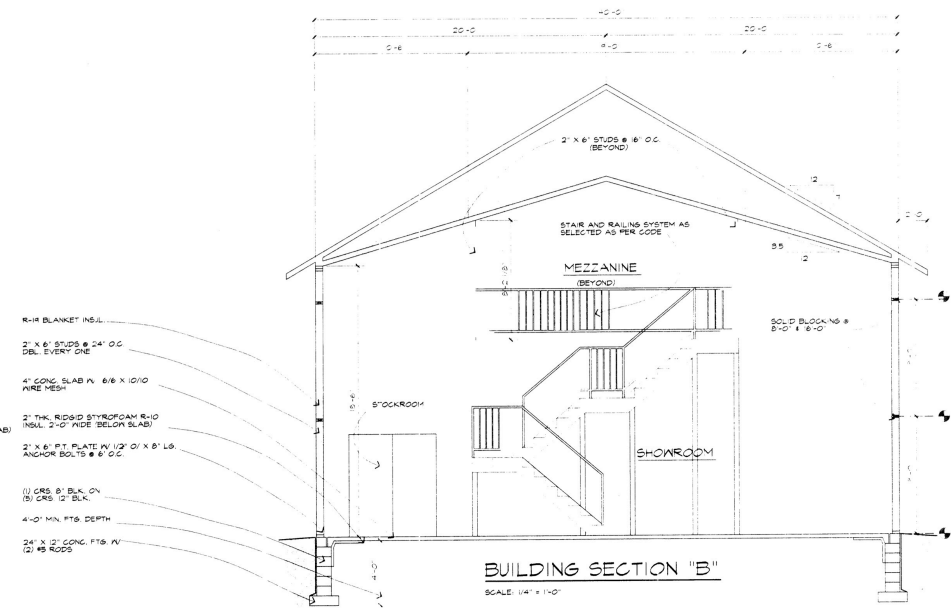 40'-0
20'-0
20'-0
2" X 6" STUDS @ 16" O.C.
(BEYOND)
12
STAIR AND RAILING SYSTEM AS
SELECTED AS PER CODE
3.5
12
MEZZANINE
(BEYOND)
SOLID BLOCKING @
8'-0" & 16'-0"
R-19 BLANKET INSUL.
2" X 6" STUDS @ 24" O.C.
DBL. EVERY ONE
4" CONC. SLAB W/ 6/6 X 10/10
WIRE MESH
2" THK. RIDGID STYROFOAM R-10
INSUL. 2'-0" WIDE (BELOW SLAB)
2" X 6" P.T. PLATE W/ 1/2" O/ X 8" LG.
ANCHOR BOLTS @ 6' O.C.
(1) CRS. 8" BLK. ON
(5) CRS. 12" BLK.
4'-0" MIN. FTG. DEPTH
24" X 12" CONC. FTG. W/
(2) #5 RODS
STOCKROOM
SHOWROOM
BUILDING SECTION "B"
SCALE: 1/4" = 1'-0"